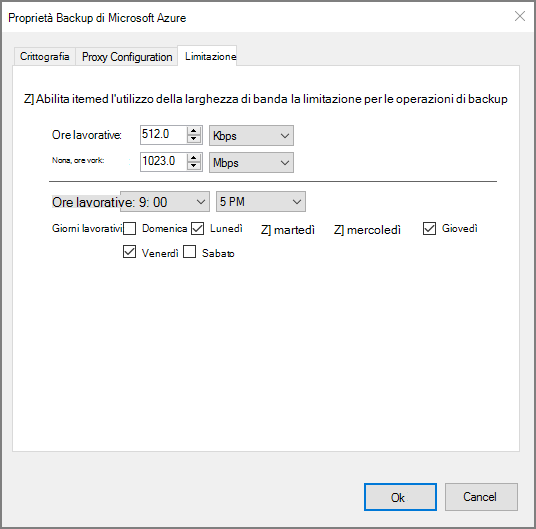 Proprietà Backup di Microsoft Azure
Crittografia Proxy Configuration Limitazione
Z] Abilita itemed l'utilizzo della larghezza di banda la limitazione per le operazioni di backup
Ore lavorative: 512.0 Kbps
Nona, ore vork: 1023.0 Mbps
Ore lavorative: 9: 00 5 PM
Giorni lavorativi Domenica Lunedì Z] martedì Z] mercoledì Giovedì
Venerdì Sabato
Ok Cancel